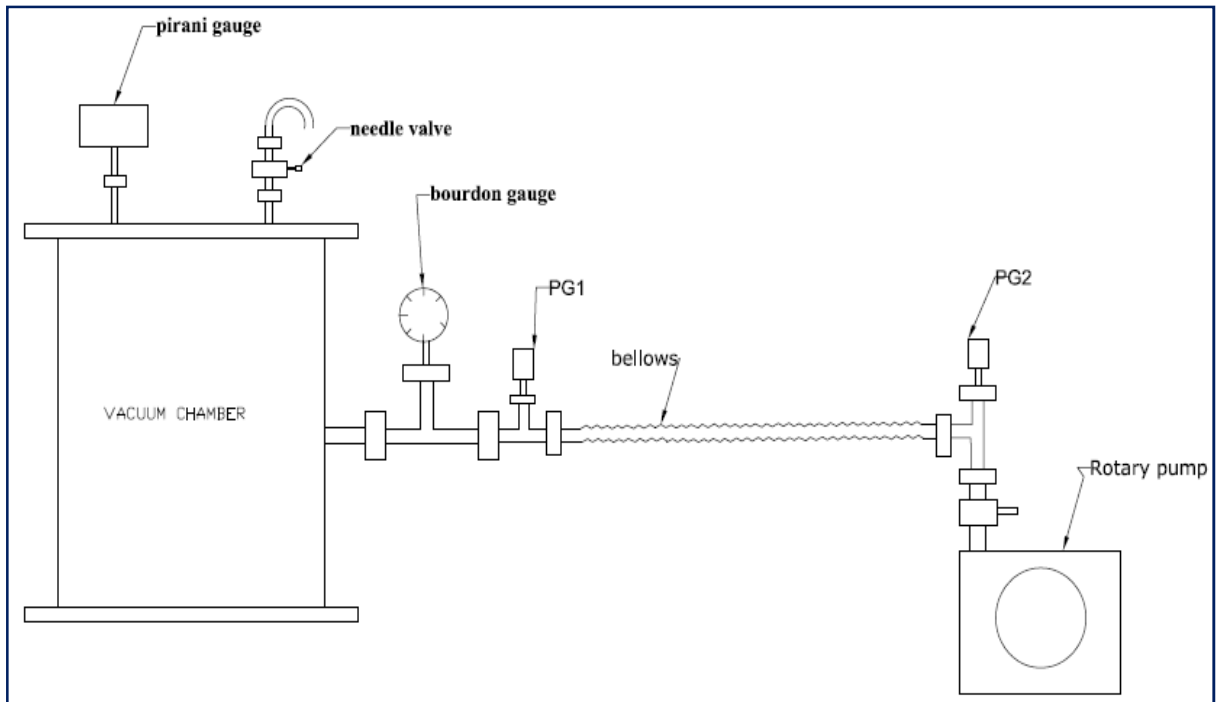 pirani gauge
needle valve
bourdon gauge
PG1
PG2
bellows
VACUUM CHAMBER
Rotary pump